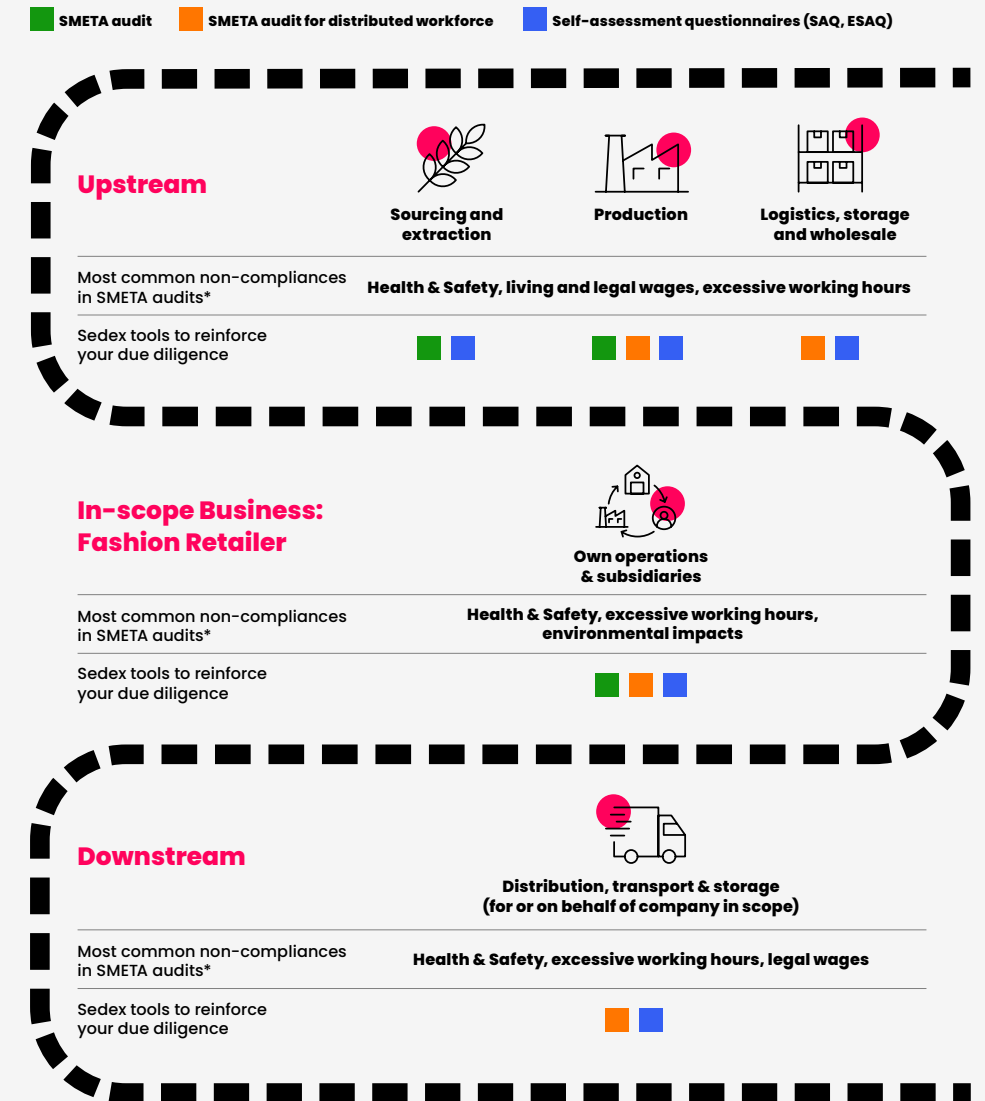 SMETA audit
SMETA audit for distributed workforce
Self-assessment questionnaires (SAQ, ESAQ)
Upstream
Sourcing and
extraction
Production
Logistics, storage
and wholesale
Most common non-compliances
in SMETA audits*
Health & Safety, living and legal wages, excessive working hours
Sedex tools to reinforce
your due diligence
In-scope Business:
Fashion Retailer
Own operations
& subsidiaries
Most common non-compliances
in SMETA audits*
Health & Safety, excessive working hours,
environmental impacts
Sedex tools to reinforce
your due diligence
Downstream
Distribution, transport & storage
(for or on behalf of company in scope)
Most common non-compliances
in SMETA audits*
Health & Safety, excessive working hours, legal wages
Sedex tools to reinforce
your due diligence